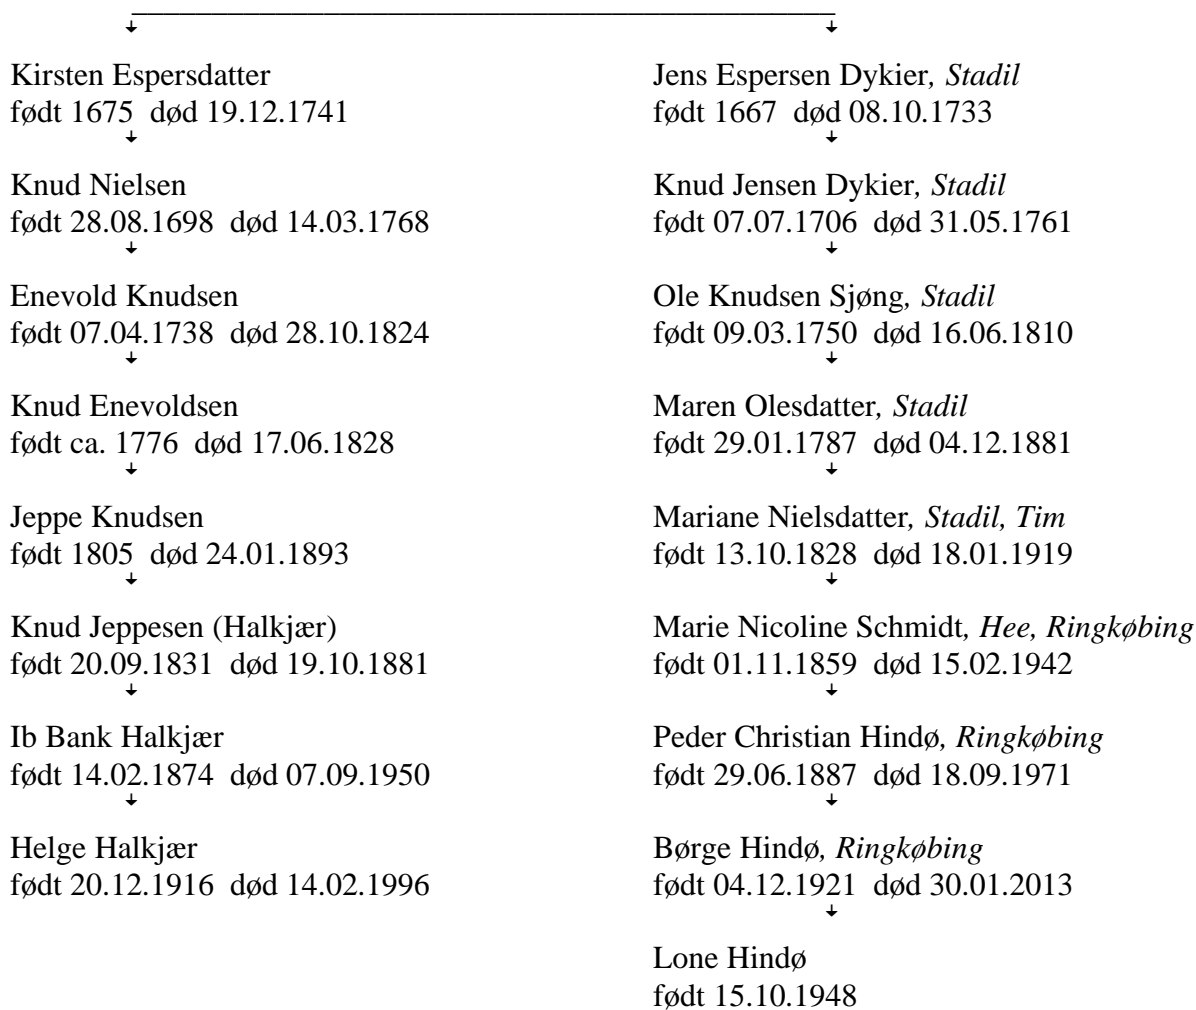 Kirsten Espersdatter
født 1675 død 19.12.1741
Knud Nielsen
født 28.08.1698 død 14.03.1768
Enevold Knudsen
født 07.04.1738 død 28.10.1824
Knud Enevoldsen
født ca. 1776 død 17.06.1828
Jeppe Knudsen
født 1805 død 24.01.1893
Knud Jeppesen (Halkjær)
født 20.09.1831 død 19.10.1881
Ib Bank Halkjær
født 14.02.1874 død 07.09.1950
Helge Halkjær
født 20.12.1916 død 14.02.1996
Jens Espersen Dykier, Stadil
født 1667 død 08.10.1733
Knud Jensen Dykier, Stadil
født 07.07.1706 død 31.05.1761
Ole Knudsen Sjøng, Stadil
født 09.03.1750 død 16.06.1810
Maren Olesdatter, Stadil
født 29.01.1787 død 04.12.1881
Mariane Nielsdatter, Stadil, Tim
født 13.10.1828 død 18.01.1919
Marie Nicoline Schmidt, Hee, Ringkøbing
født 01.11.1859 død 15.02.1942
Peder Christian Hindø, Ringkøbing
født 29.06.1887 død 18.09.1971
Børge Hindø, Ringkøbing
født 04.12.1921 død 30.01.2013
Lone Hindø
født 15.10.1948